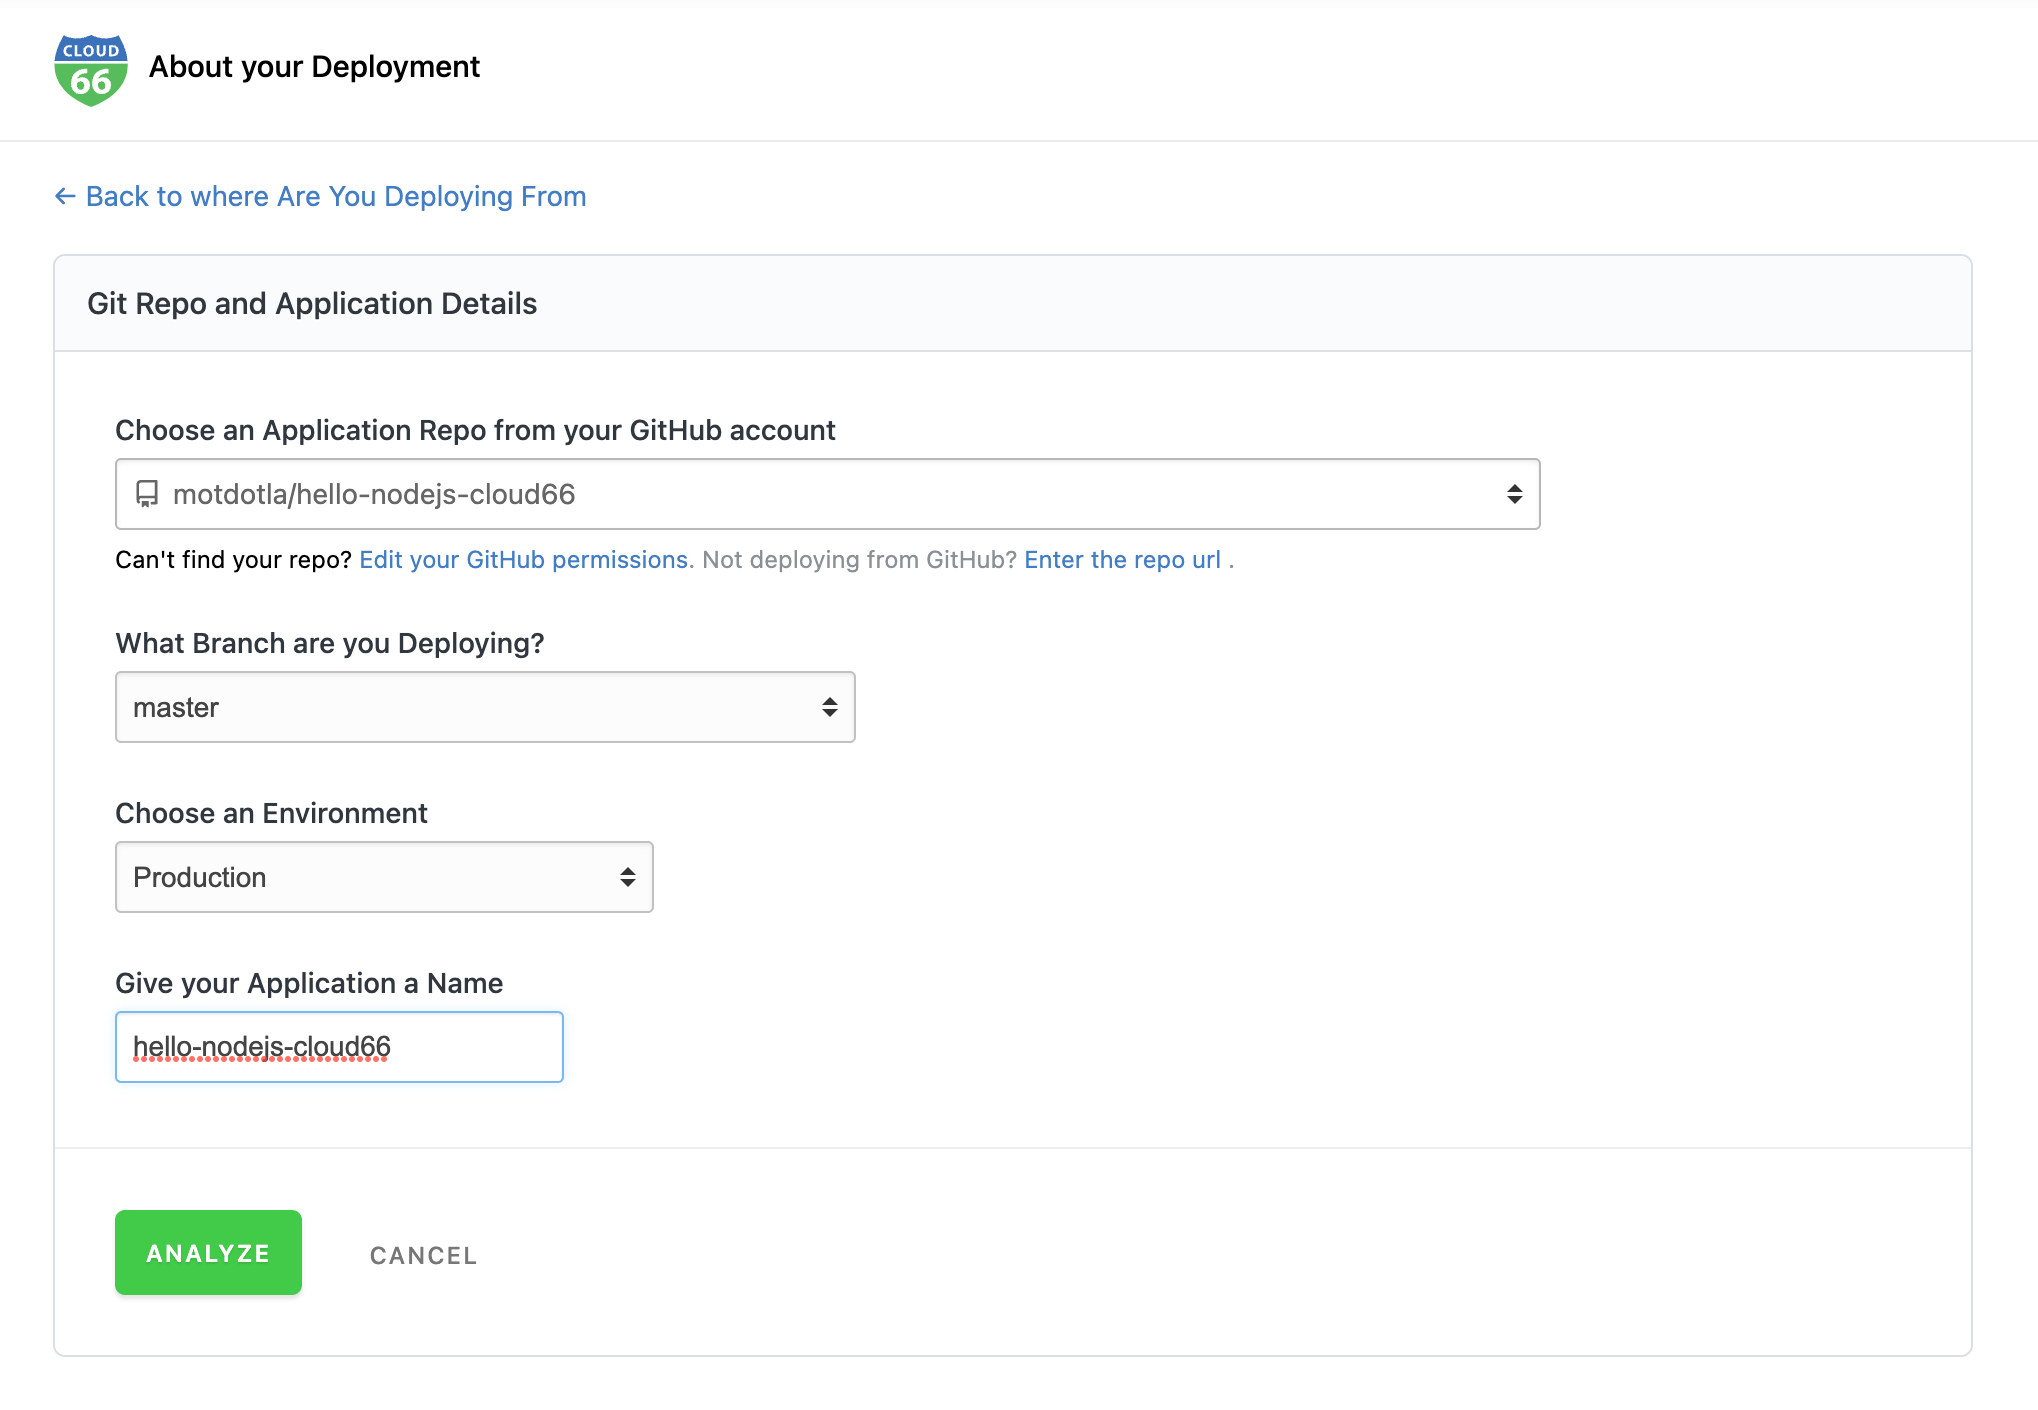 CLOUD
66
About your Deployment
← Back to where Are You Deploying From
Git Repo and Application Details
Choose an Application Repo from your GitHub account
motdotla/hello-nodejs-cloud66
Can't find your repo? Edit your GitHub permissions. Not deploying from GitHub? Enter the repo url .
What Branch are you Deploying?
master
Choose an Environment
Production
Give your Application a Name
hello-nodejs-cloud66
ANALYZE
CANCEL